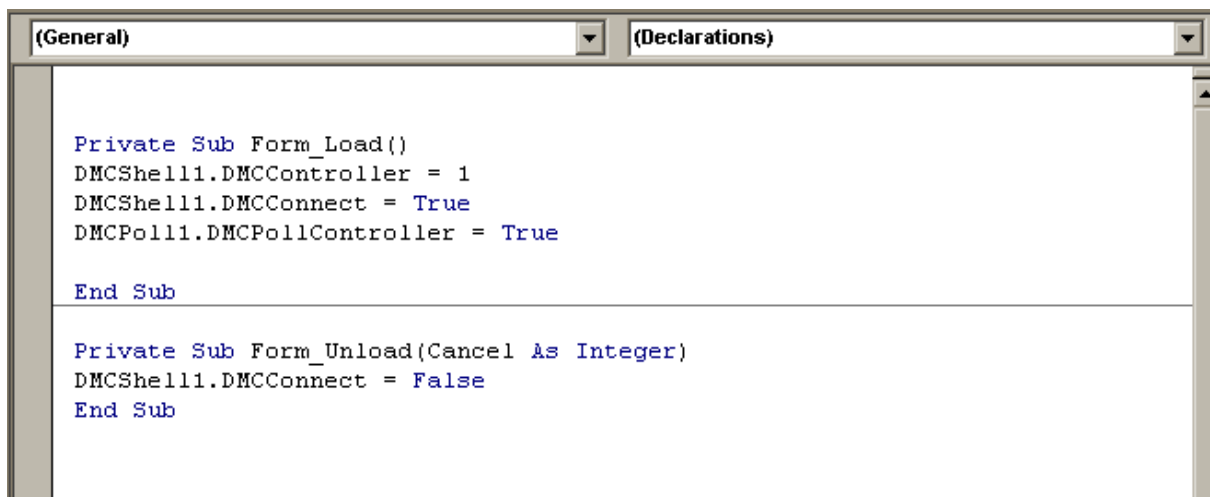 (General) (Declarations)
Private Sub Form_Load()
DMCShell1.DMCController = 1
DMCShell1.DMCConnect = True
DMCPoll1.DMCPollController = True
End Sub
Private Sub Form_Unload(Cancel As Integer)
DMCShell1.DMCConnect = False
End Sub